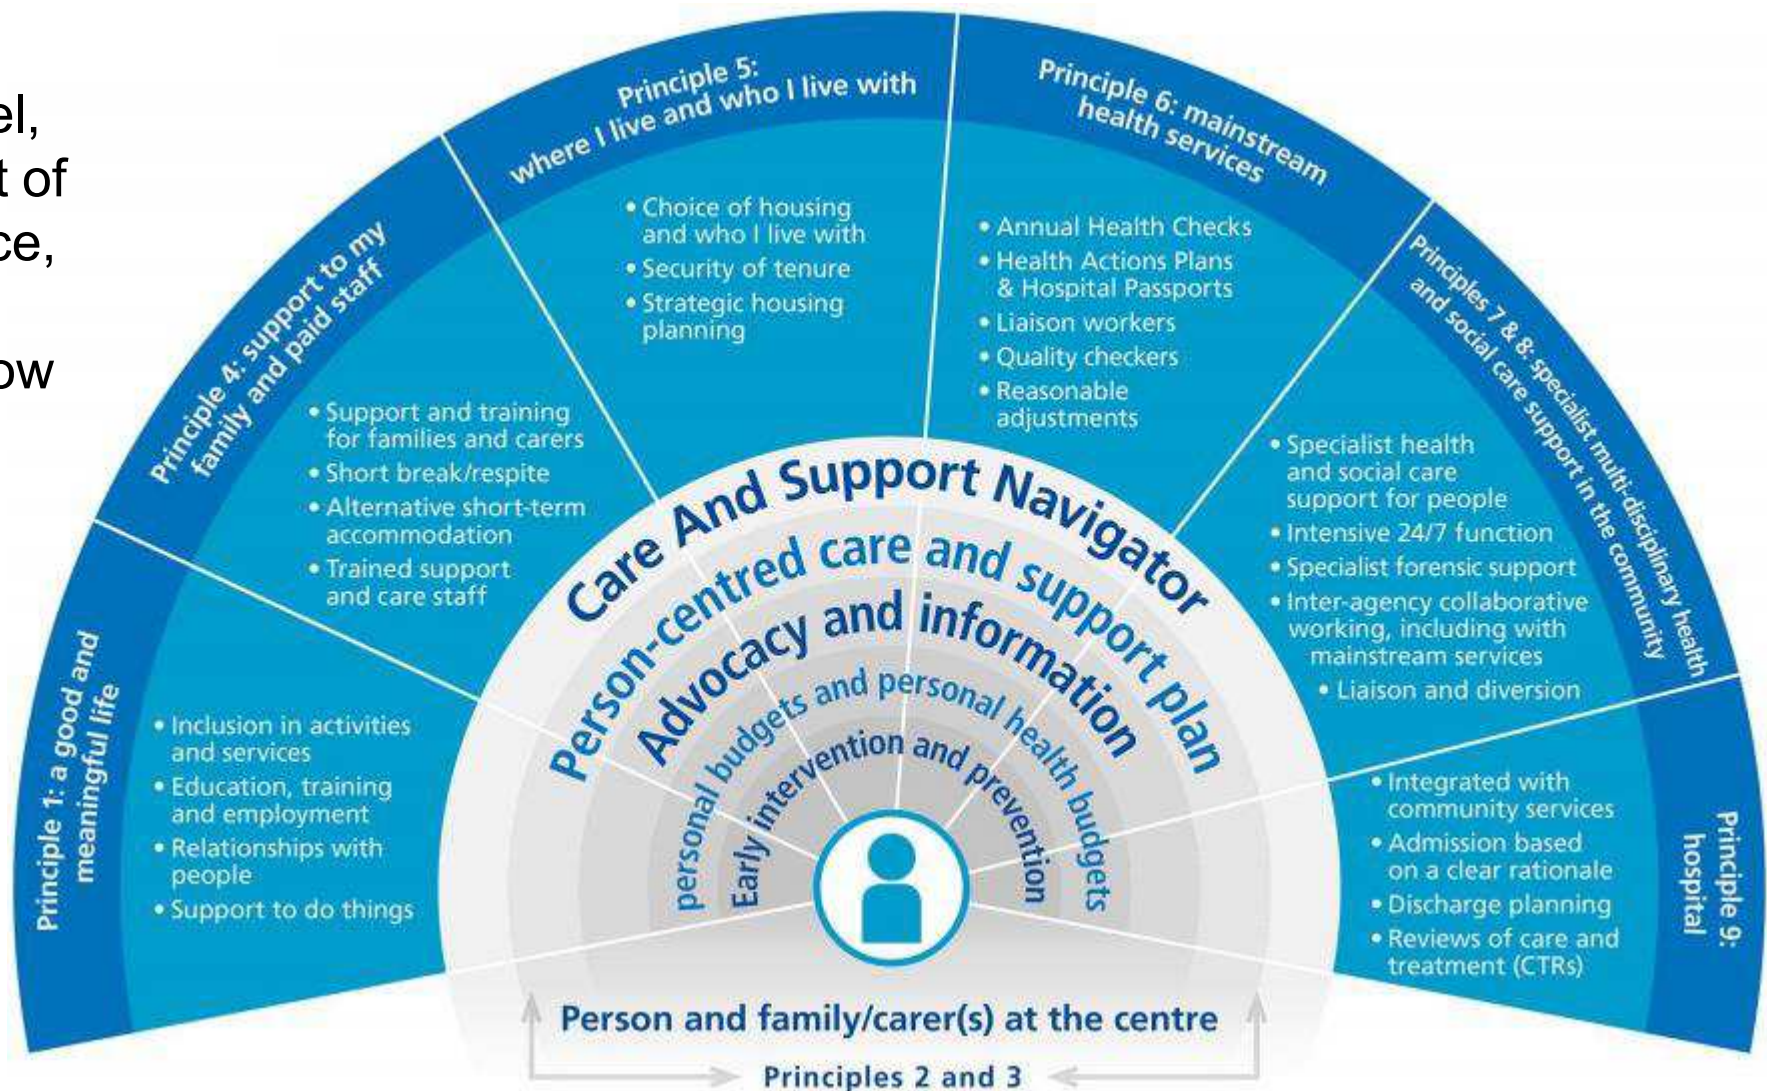 el,
t of
ce,
ow
Principle 1: a good and
meaningful life
• Inclusion in activities
and services
• Education, training
and employment
• Relationships with
people
• Support to do things
Principle 4: support to my
family and paid staff
• Support and training
for families and carers
• Short break/respite
• Alternative short-term
accommodation
• Trained support
and care staff
Principle 5:
where I live and who I live with
• Choice of housing
and who I live with
• Security of tenure
• Strategic housing
planning
Principle 6: mainstream
health services
• Annual Health Checks
• Health Actions Plans
& Hospital Passports
• Liaison workers
• Quality checkers
• Reasonable
adjustments
Principles 7 & 8: specialist multi-disciplinary health
and social care support in the community
• Specialist health
and social care
support for people
• Intensive 24/7 function
• Specialist forensic support
• Inter-agency collaborative
working, including with
mainstream services
• Liaison and diversion
Principle 9:
hospital
• Integrated with
community services
• Admission based
on a clear rationale
• Discharge planning
• Reviews of care and
treatment (CTRs)
Care And Support Navigator
Person-centred care and support plan
Advocacy and information
personal budgets and personal health budgets
Early intervention and prevention
Person and family/carer(s) at the centre
Principles 2 and 3